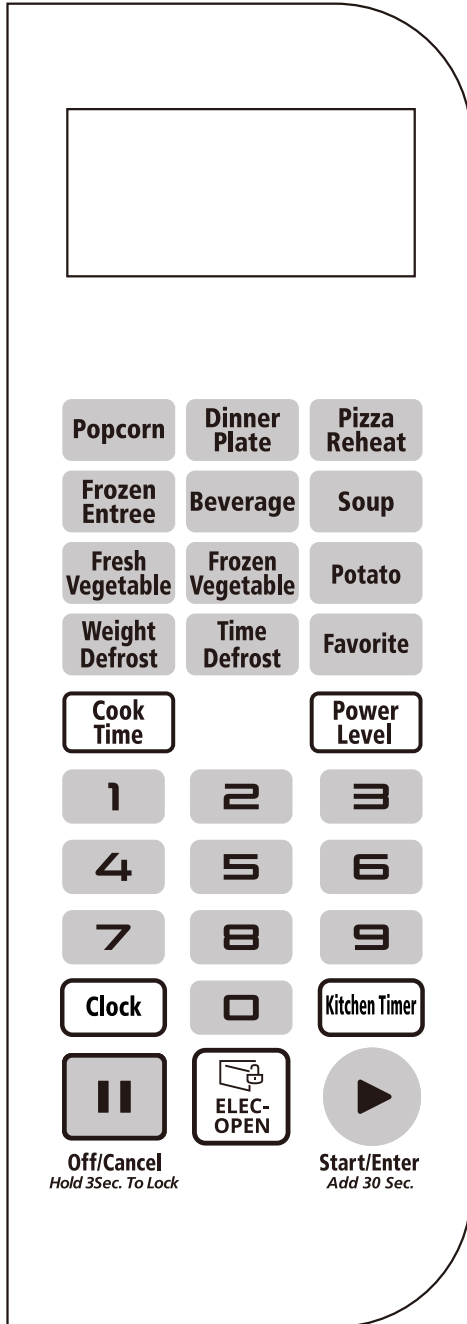 Popcorn
Dinner
Plate
Pizza
Reheat
Frozen
Entree
Beverage
Soup
Fresh
Vegetable
Frozen
Vegetable
Potato
Weight
Defrost
Time
Defrost
Favorite
Cook
Time
Power
Level
1 2 3
4 5 6
7 8 9
Clock
0
Kitchen Timer
ELEC-
OPEN
Off/Cancel
Hold 3Sec. To Lock
Start/Enter
Add 30 Sec.